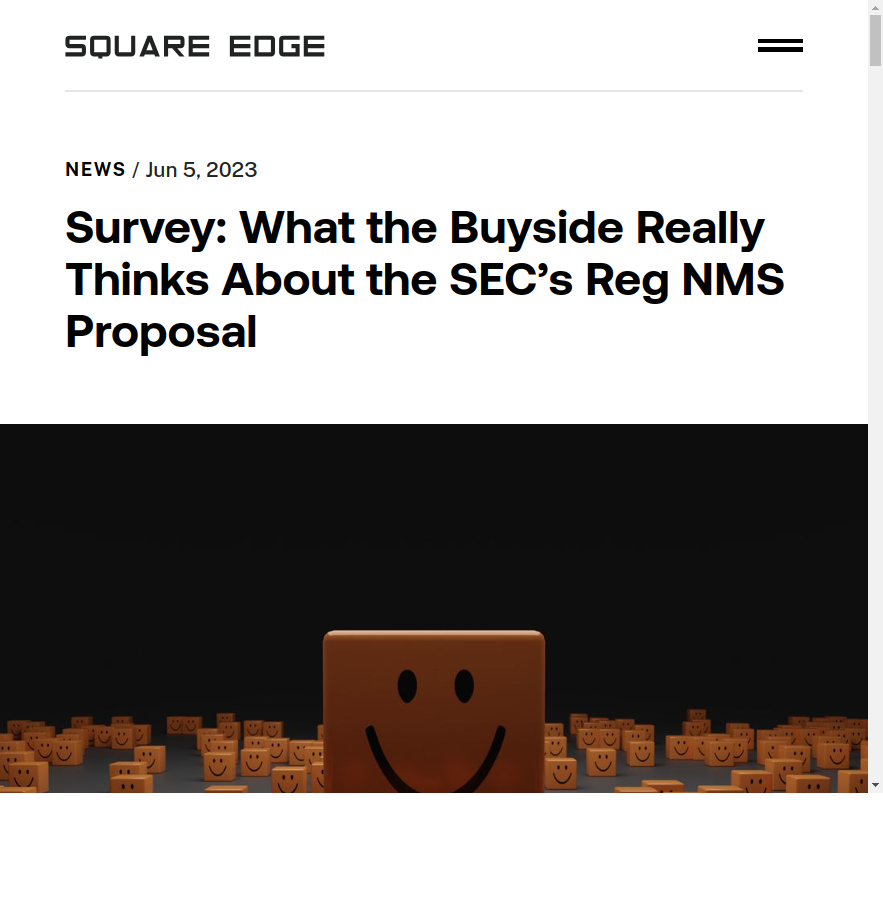 SQUARE EDGE
NEWS / Jun 5, 2023
Survey: What the Buyside Really
Thinks About the SEC’s Reg NMS
Proposal